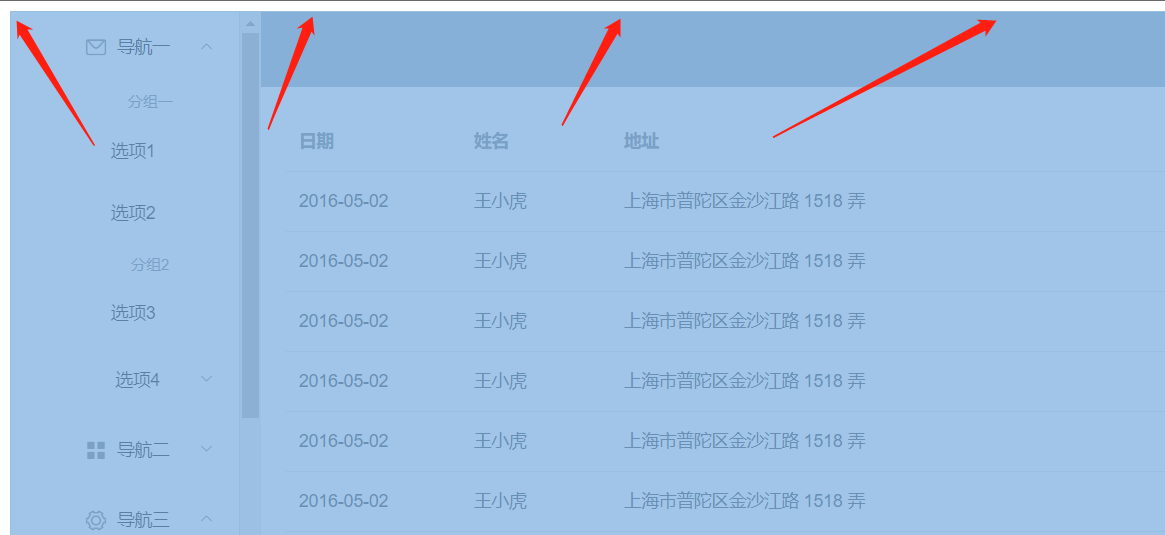 导航一
分组一
选项1
选项2
分组2
选项3
选项4
导航二
导航三
日期 姓名 地址
2016-05-02 王小虎 上海市普陀区金沙江路 1518 弄
2016-05-02 王小虎 上海市普陀区金沙江路 1518 弄
2016-05-02 王小虎 上海市普陀区金沙江路 1518 弄
2016-05-02 王小虎 上海市普陀区金沙江路 1518 弄
2016-05-02 王小虎 上海市普陀区金沙江路 1518 弄
2016-05-02 王小虎 上海市普陀区金沙江路 1518 弄